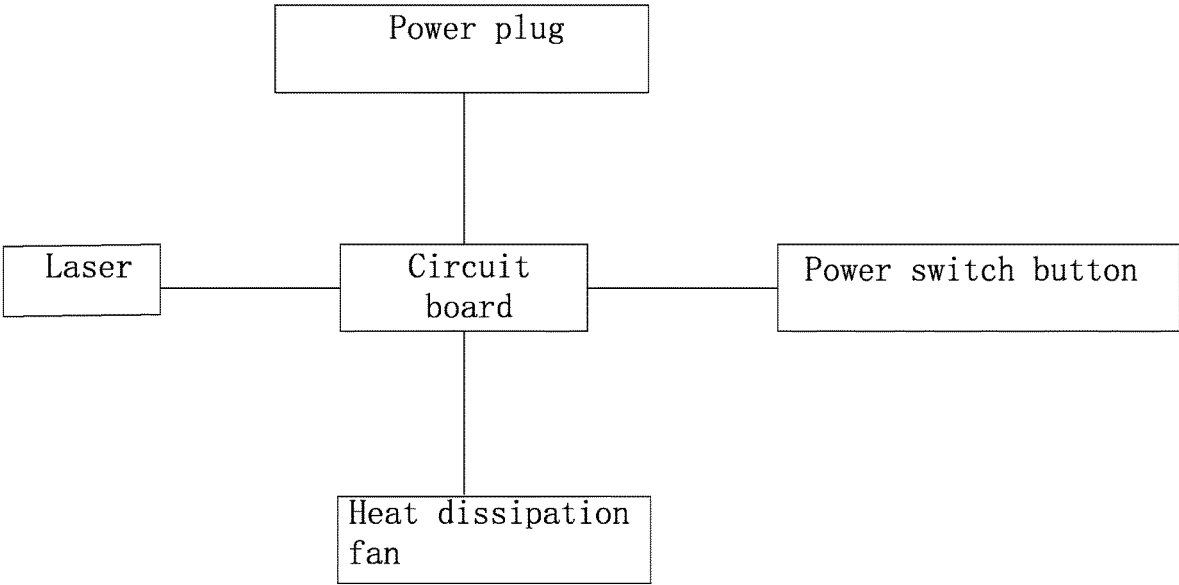 Power plug
Laser
Circuit
board
Power switch button
Heat dissipation
fan